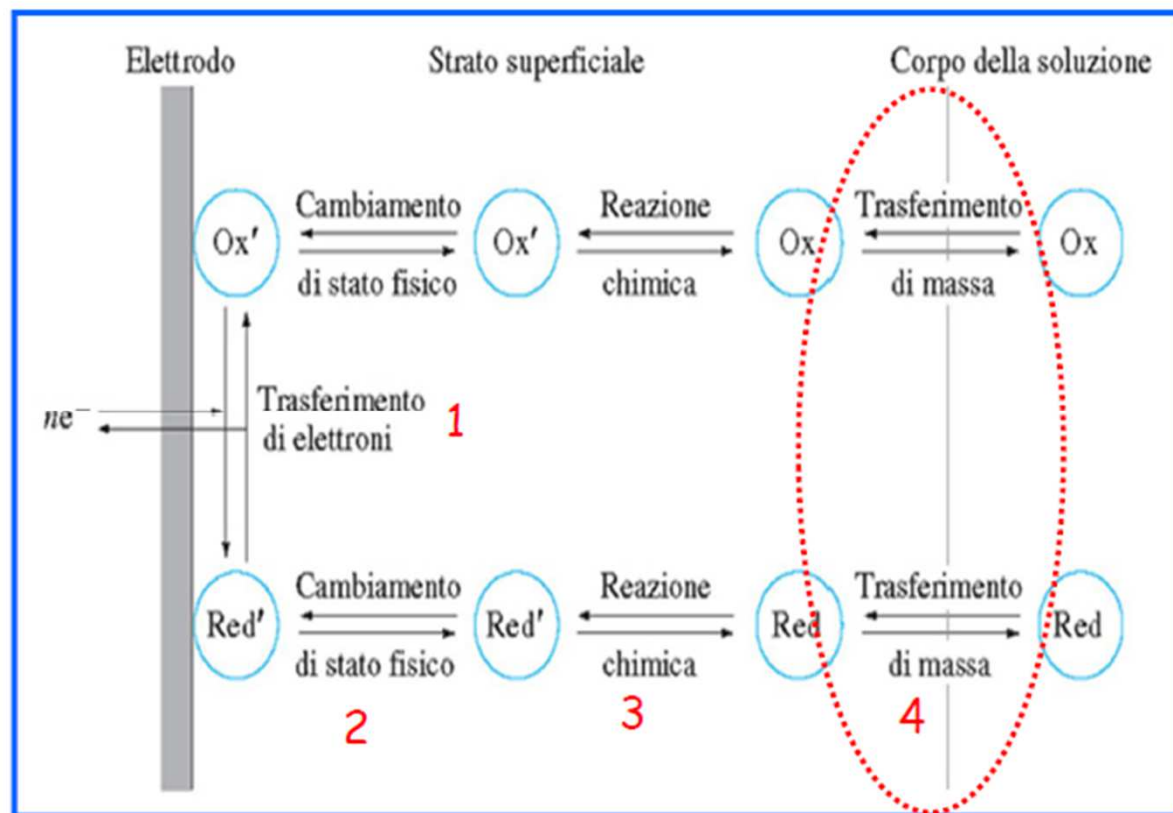 Elettrodo
Strato superficiale
Corpo della soluzione
Ox′
Cambiamento
di stato fisico
Ox′
Reazione
chimica
Ox
Trasferimento
di massa
Ox
ne⁻
Trasferimento
di elettroni
1
Red′
Cambiamento
di stato fisico
Red′
Reazione
chimica
Red
Trasferimento
di massa
Red
2
3
4